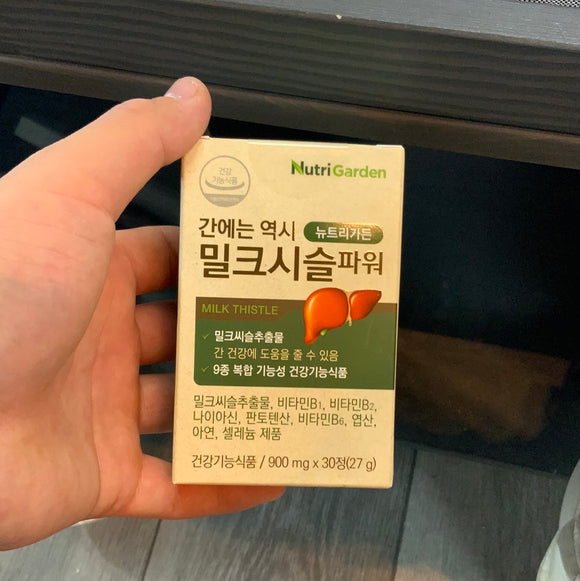 건강
기능식품
NutriGarden
간에는 역시 뉴트리가든
밀크시슬파워
MILK THISTLE
✓ 밀크씨슬추출물
간 건강에 도움을 줄 수 있음
✓ 9종 복합 기능성 건강기능식품
밀크씨슬추출물, 비타민B₁, 비타민B₂,
나이아신, 판토텐산, 비타민B₆, 엽산,
아연, 셀레늄 제품
건강기능식품 / 900 mg x 30정(27 g)